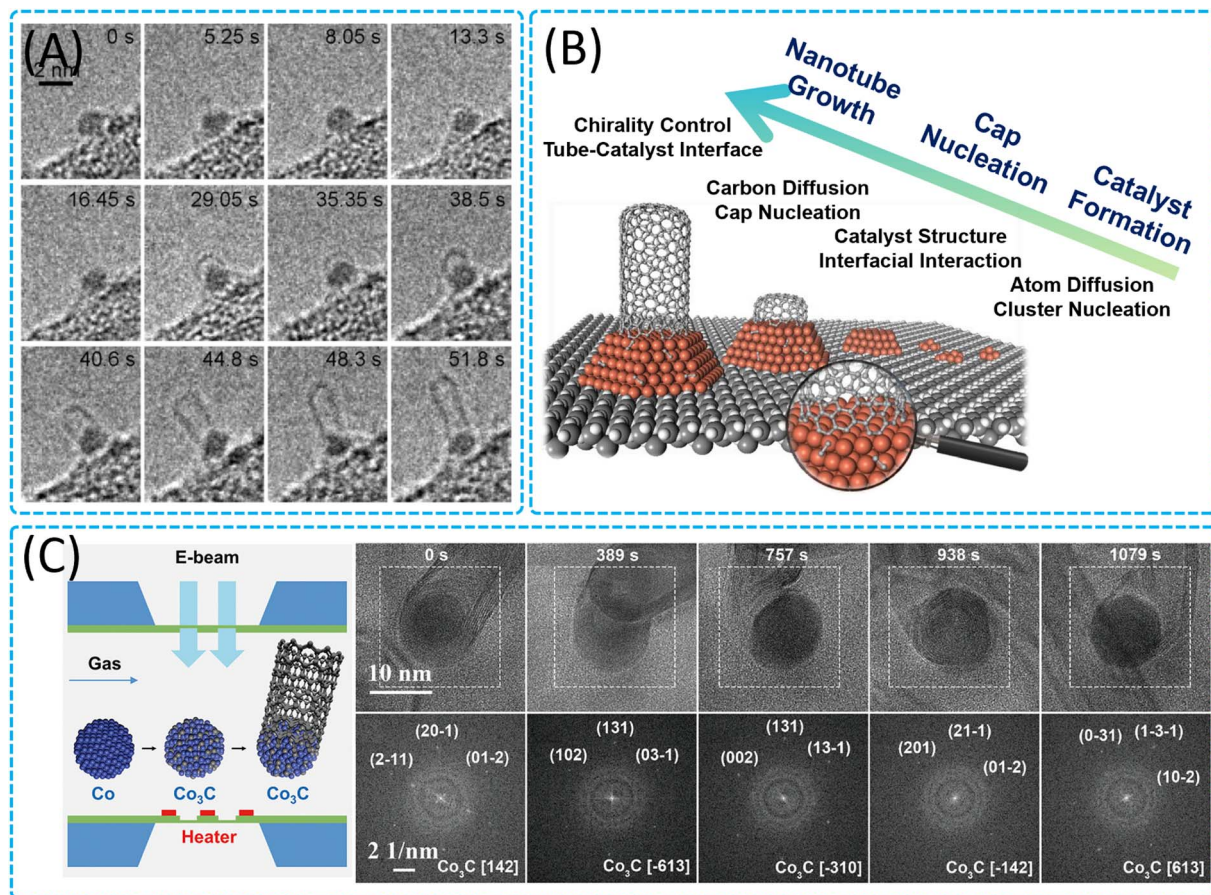 (A)
2 nm
0 s
5.25 s
8.05 s
13.3 s
16.45 s
29.05 s
35.35 s
38.5 s
40.6 s
44.8 s
48.3 s
51.8 s
(B)
Nanotube
Growth
Cap
Nucleation
Catalyst
Formation
Chirality Control
Tube-Catalyst Interface
Carbon Diffusion
Cap Nucleation
Catalyst Structure
Interfacial Interaction
Atom Diffusion
Cluster Nucleation
(C)
E-beam
Gas
Co
Co₃C
Co₃C
Heater
0 s
389 s
757 s
938 s
1079 s
10 nm
(20-1)
(2-11)
(01-2)
2 1/nm
Co₃C [142]
(131)
(102)
(03-1)
Co₃C [-613]
(131)
(002)
(13-1)
Co₃C [-310]
(21-1)
(201)
(01-2)
Co₃C [-142]
(0-31)
(1-3-1)
(10-2)
Co₃C [613]